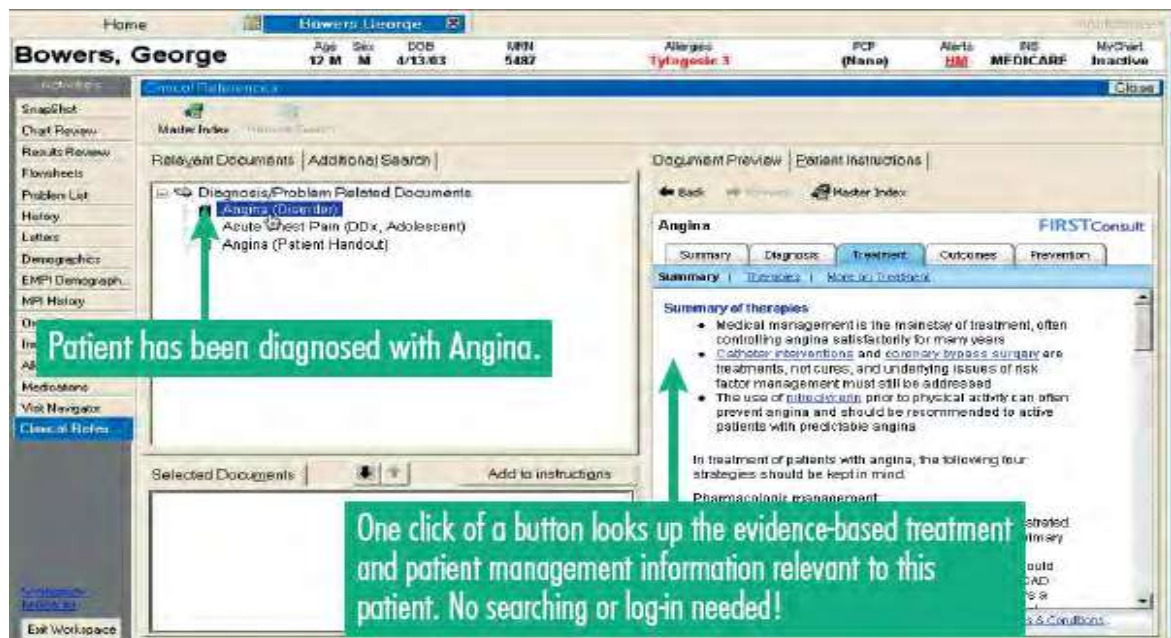 Home
Bowers George
Bowers, George
Age Sex DOB MRN Allergies PCP Alerts INS MyChart
12 M M 4/13/03 5487 Tylagesic 3 (None) HM MEDICARE Inactive
Activities
SnapShot
Chart Review
Results Review
Flowsheets
Problem List
History
Letters
Demographics
EMPI Demograph...
MPI History
Medications
Visit Navigator
Clinical Refer...
Exit Workspace
Clinical References
Close
Master Index
Relevant Documents
Additional Search
Diagnosis/Problem Related Documents
Angina (Disorder)
Acute Chest Pain (DDx, Adolescent)
Angina (Patient Handout)
Patient has been diagnosed with Angina.
Selected Documents
Add to instructions
Document Preview
Patient Instructions
Back
Forward
Master Index
Angina
FIRSTConsult
Summary
Diagnosis
Treatment
Outcomes
Prevention
Summary | Therapies | More on Treatment
Summary of therapies
• Medical management is the mainstay of treatment, often
controlling angina satisfactorily for many years
• Catheter interventions and coronary bypass surgery are
treatments, not cures, and underlying issues of risk
factor management must still be addressed
• The use of nitroglycerin prior to physical activity can often
prevent angina and should be recommended to active
patients with predictable angina
In treatment of patients with angina, the following four
strategies should be kept in mind.
Pharmacologic management
One click of a button looks up the evidence-based treatment
and patient management information relevant to this
patient. No searching or log-in needed!